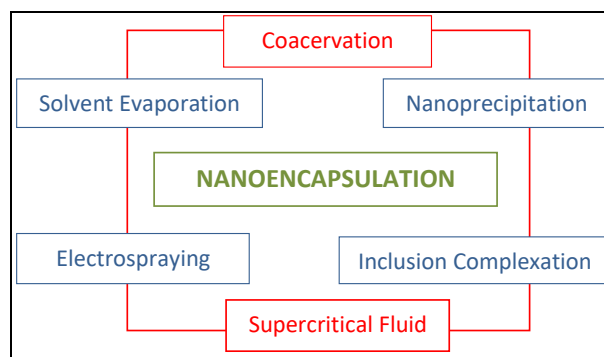 Coacervation
Solvent Evaporation
Nanoprecipitation
NANOENCAPSULATION
Electrospraying
Inclusion Complexation
Supercritical Fluid